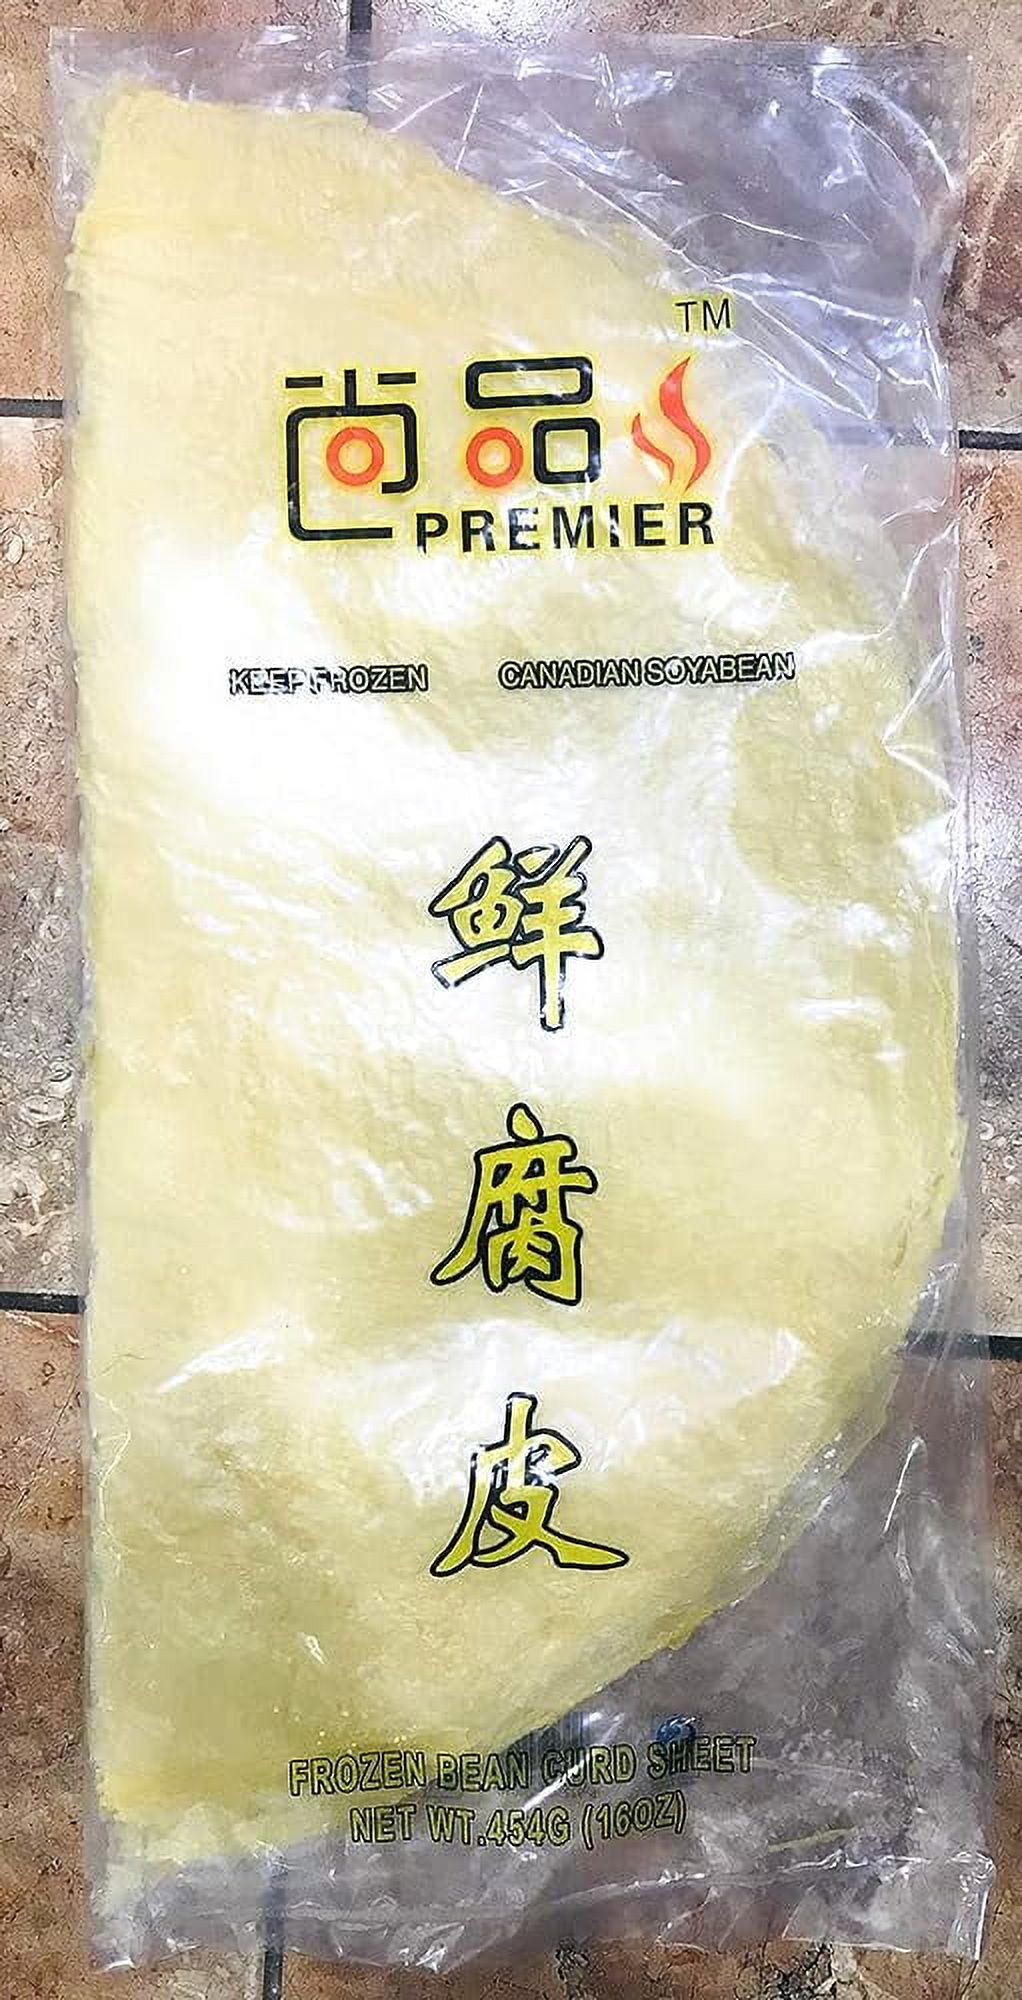 TM
尚品
PREMIER
KEEP FROZEN CANADIAN SOYABEAN
鲜
腐
皮
FROZEN BEAN CURD SHEET
NET WT.454G (16OZ)